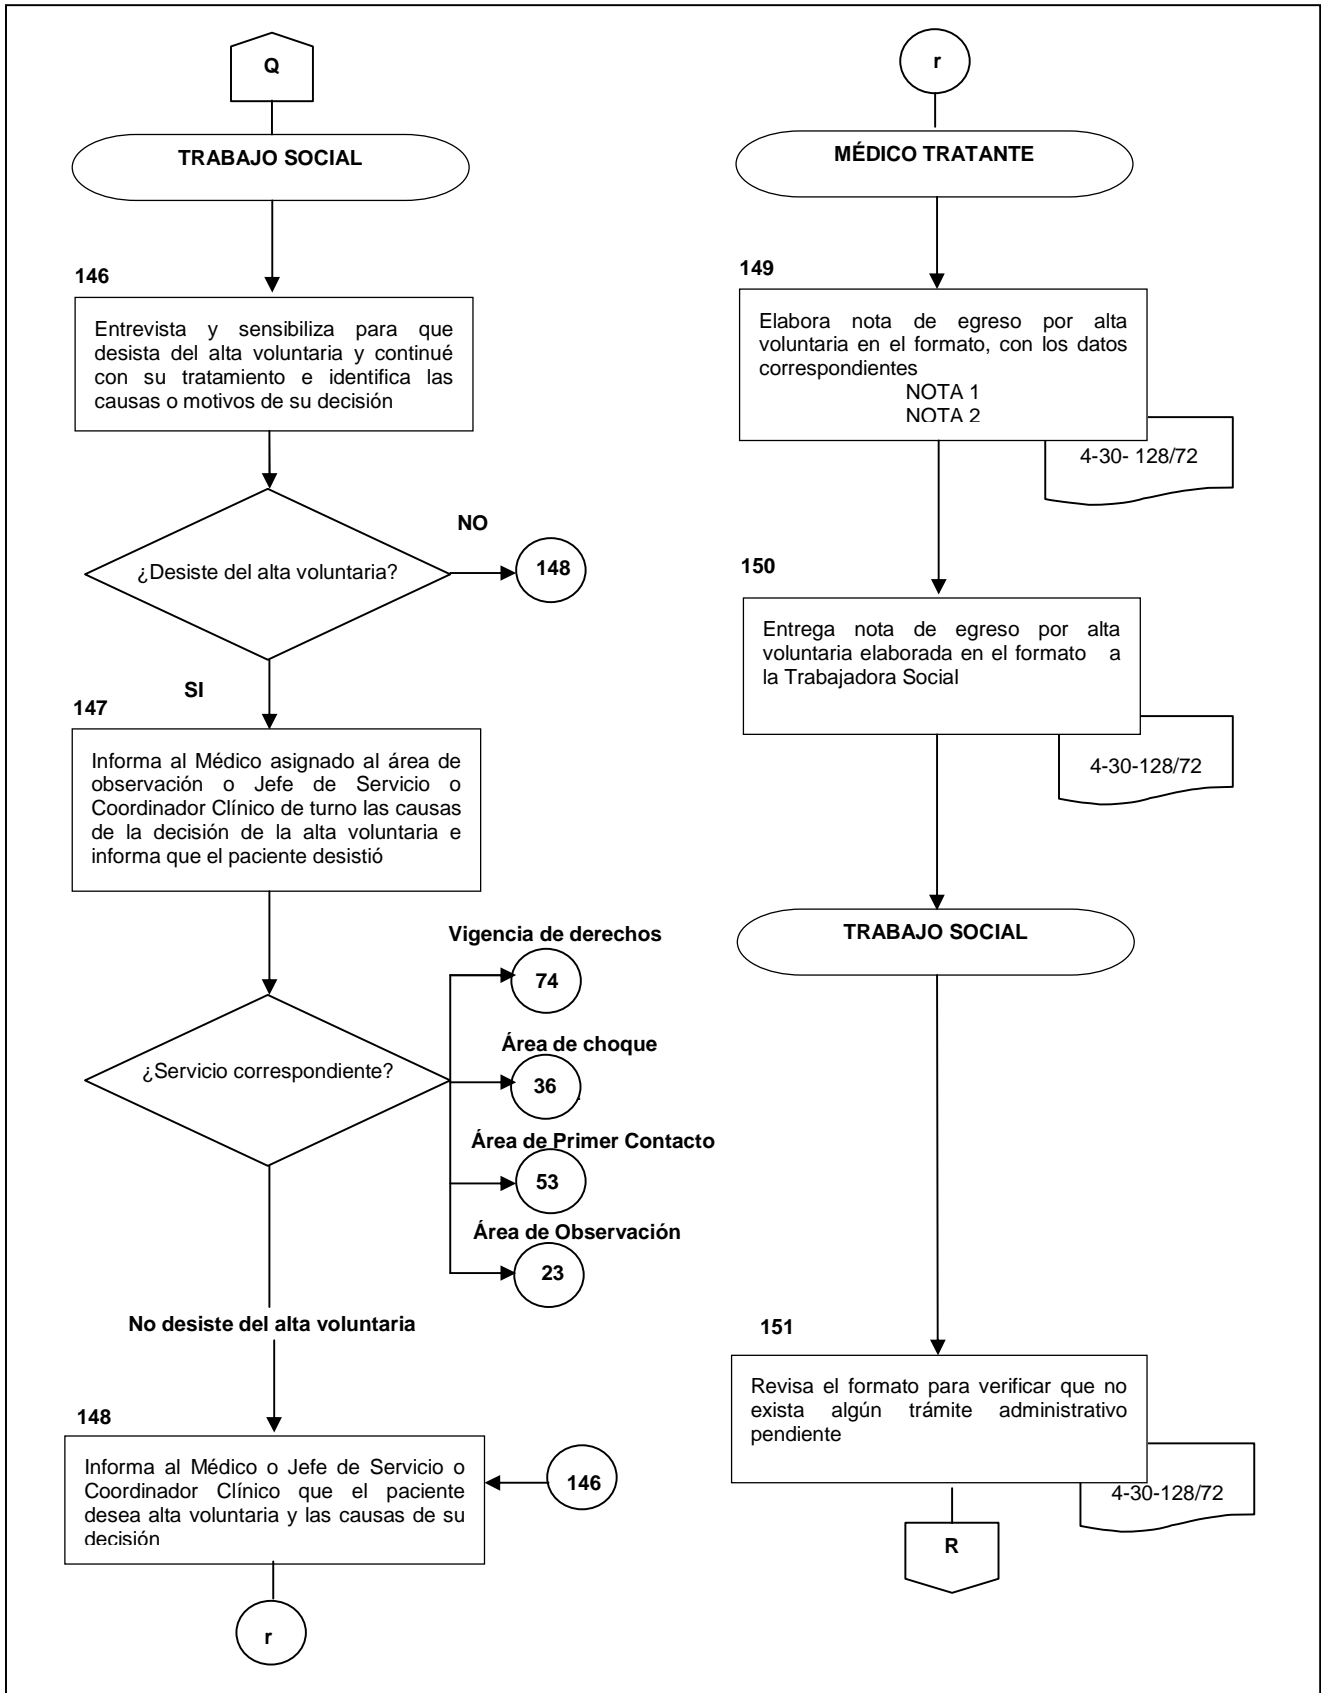 Q
TRABAJO SOCIAL
146
Entrevista y sensibiliza para que
desista del alta voluntaria y continué
con su tratamiento e identifica las
causas o motivos de su decisión
¿Desiste del alta voluntaria?
NO
148
SI
147
Informa al Médico asignado al área de
observación o Jefe de Servicio o
Coordinador Clínico de turno las causas
de la decisión de la alta voluntaria e
informa que el paciente desistió
¿Servicio correspondiente?
Vigencia de derechos
74
Área de choque
36
Área de Primer Contacto
53
Área de Observación
23
No desiste del alta voluntaria
148
Informa al Médico o Jefe de Servicio o
Coordinador Clínico que el paciente
desea alta voluntaria y las causas de su
decisión
146
r
r
MÉDICO TRATANTE
149
Elabora nota de egreso por alta
voluntaria en el formato, con los datos
correspondientes
NOTA 1
NOTA 2
4-30- 128/72
150
Entrega nota de egreso por alta
voluntaria elaborada en el formato a
la Trabajadora Social
4-30-128/72
TRABAJO SOCIAL
151
Revisa el formato para verificar que no
exista algún trámite administrativo
pendiente
4-30-128/72
R